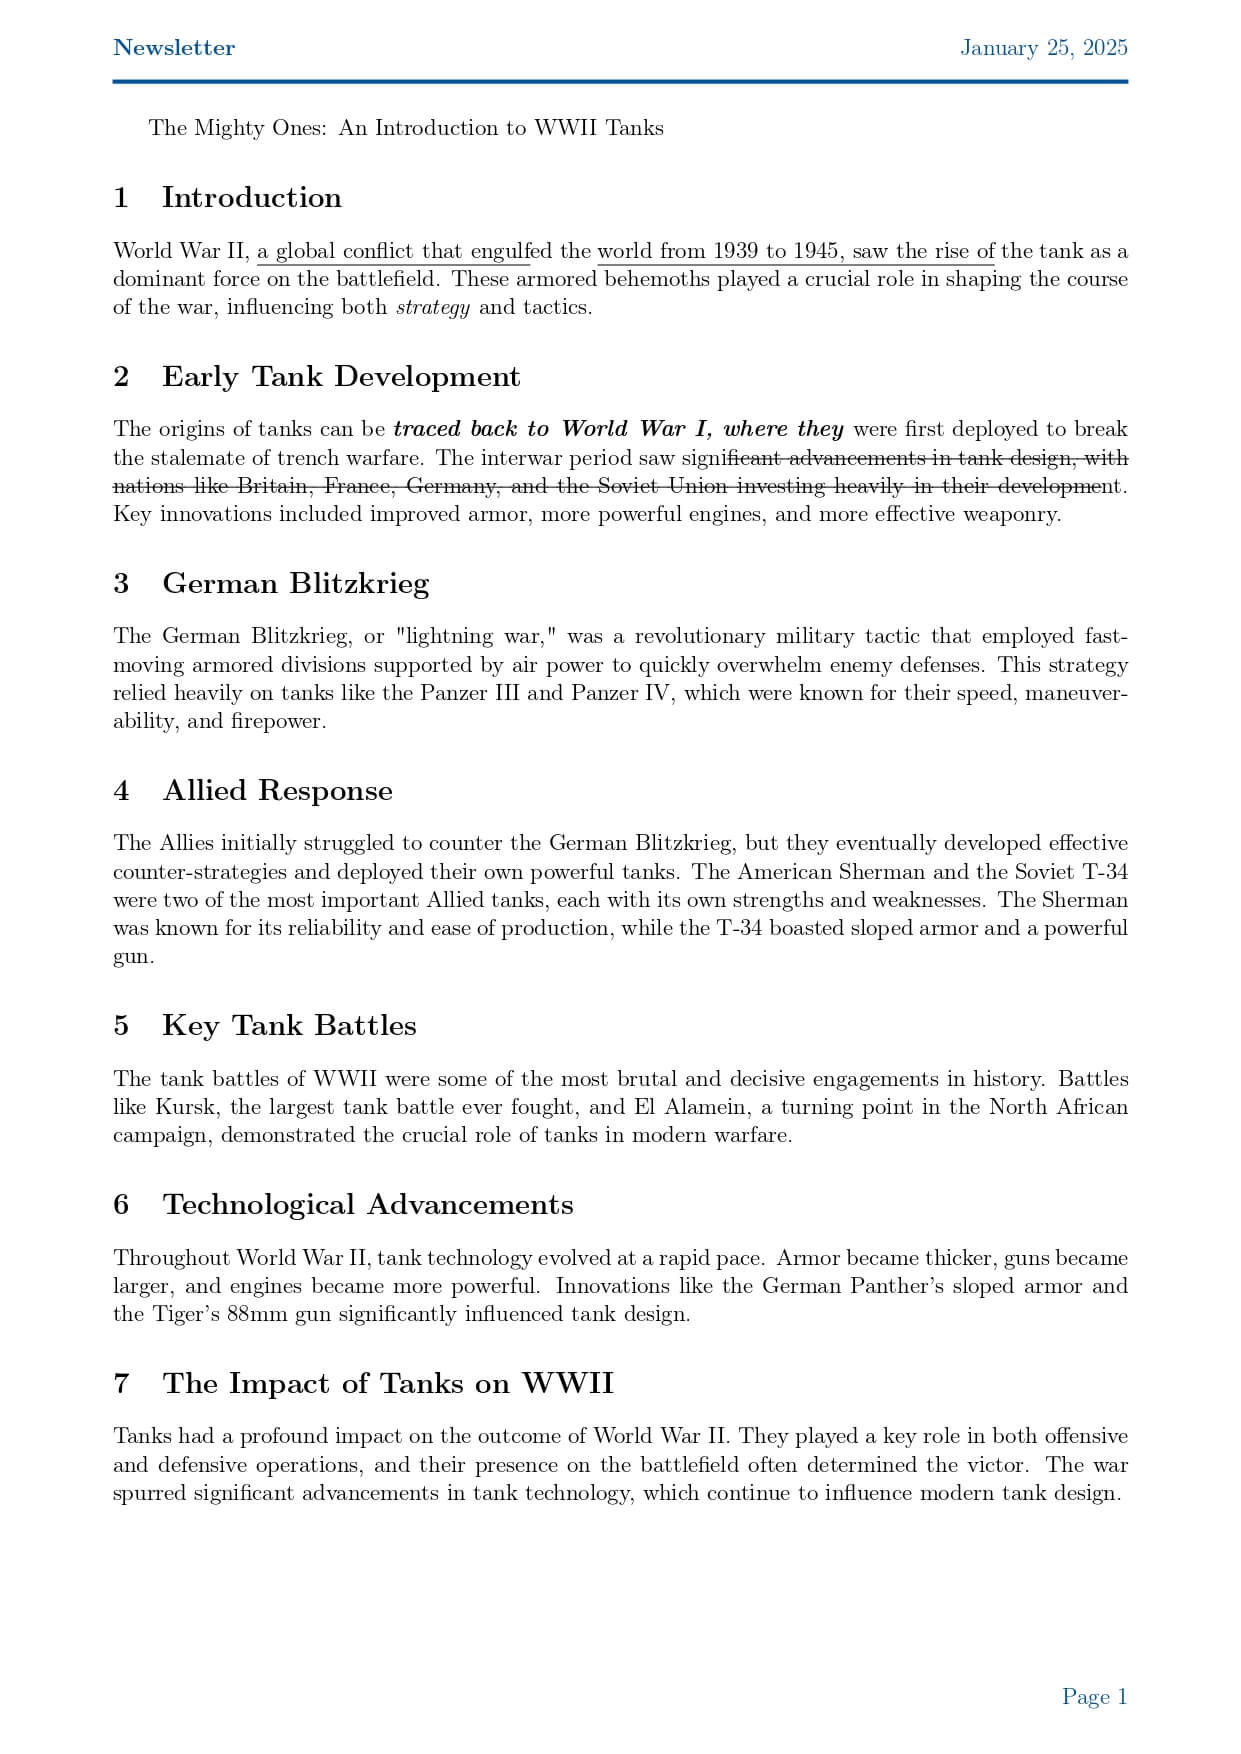 Newsletter January 25, 2025
The Mighty Ones: An Introduction to WWII Tanks
1 Introduction
World War II, a global conflict that engulfed the world from 1939 to 1945, saw the rise of the tank as a
dominant force on the battlefield. These armored behemoths played a crucial role in shaping the course
of the war, influencing both strategy and tactics.
2 Early Tank Development
The origins of tanks can be traced back to World War I, where they were first deployed to break
the stalemate of trench warfare. The interwar period saw significant advancements in tank design, with
nations like Britain, France, Germany, and the Soviet Union investing heavily in their development.
Key innovations included improved armor, more powerful engines, and more effective weaponry.
3 German Blitzkrieg
The German Blitzkrieg, or "lightning war," was a revolutionary military tactic that employed fast-
moving armored divisions supported by air power to quickly overwhelm enemy defenses. This strategy
relied heavily on tanks like the Panzer III and Panzer IV, which were known for their speed, maneuver-
ability, and firepower.
4 Allied Response
The Allies initially struggled to counter the German Blitzkrieg, but they eventually developed effective
counter-strategies and deployed their own powerful tanks. The American Sherman and the Soviet T-34
were two of the most important Allied tanks, each with its own strengths and weaknesses. The Sherman
was known for its reliability and ease of production, while the T-34 boasted sloped armor and a powerful
gun.
5 Key Tank Battles
The tank battles of WWII were some of the most brutal and decisive engagements in history. Battles
like Kursk, the largest tank battle ever fought, and El Alamein, a turning point in the North African
campaign, demonstrated the crucial role of tanks in modern warfare.
6 Technological Advancements
Throughout World War II, tank technology evolved at a rapid pace. Armor became thicker, guns became
larger, and engines became more powerful. Innovations like the German Panther's sloped armor and
the Tiger's 88mm gun significantly influenced tank design.
7 The Impact of Tanks on WWII
Tanks had a profound impact on the outcome of World War II. They played a key role in both offensive
and defensive operations, and their presence on the battlefield often determined the victor. The war
spurred significant advancements in tank technology, which continue to influence modern tank design.
Page 1